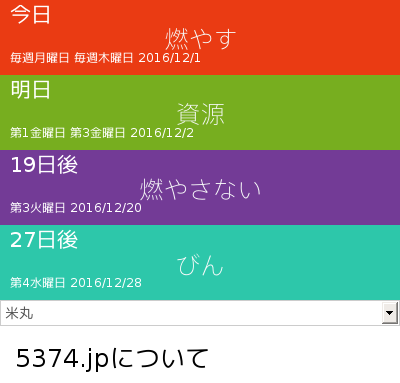 今日
燃やす
毎週月曜日 毎週木曜日 2016/12/1
明日
資源
第1金曜日 第3金曜日 2016/12/2
19日後
燃やさない
第3火曜日 2016/12/20
27日後
びん
第4水曜日 2016/12/28
米丸
5374.jpについて